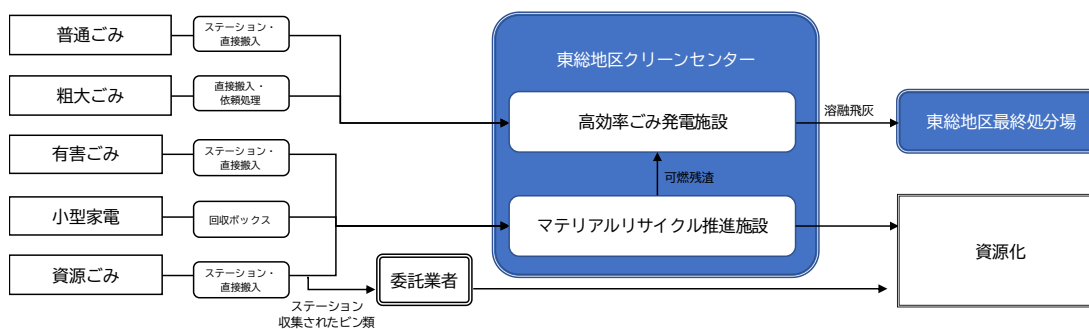 普通ごみ
ステーション・
直接搬入
粗大ごみ
直接搬入・
依頼処理
有害ごみ
ステーション・
直接搬入
小型家電
回収ボックス
資源ごみ
ステーション・
直接搬入
ステーション
収集されたビン類
委託業者
東総地区クリーンセンター
高効率ごみ発電施設
可燃残渣
マテリアルリサイクル推進施設
溶融飛灰
東総地区最終処分場
資源化